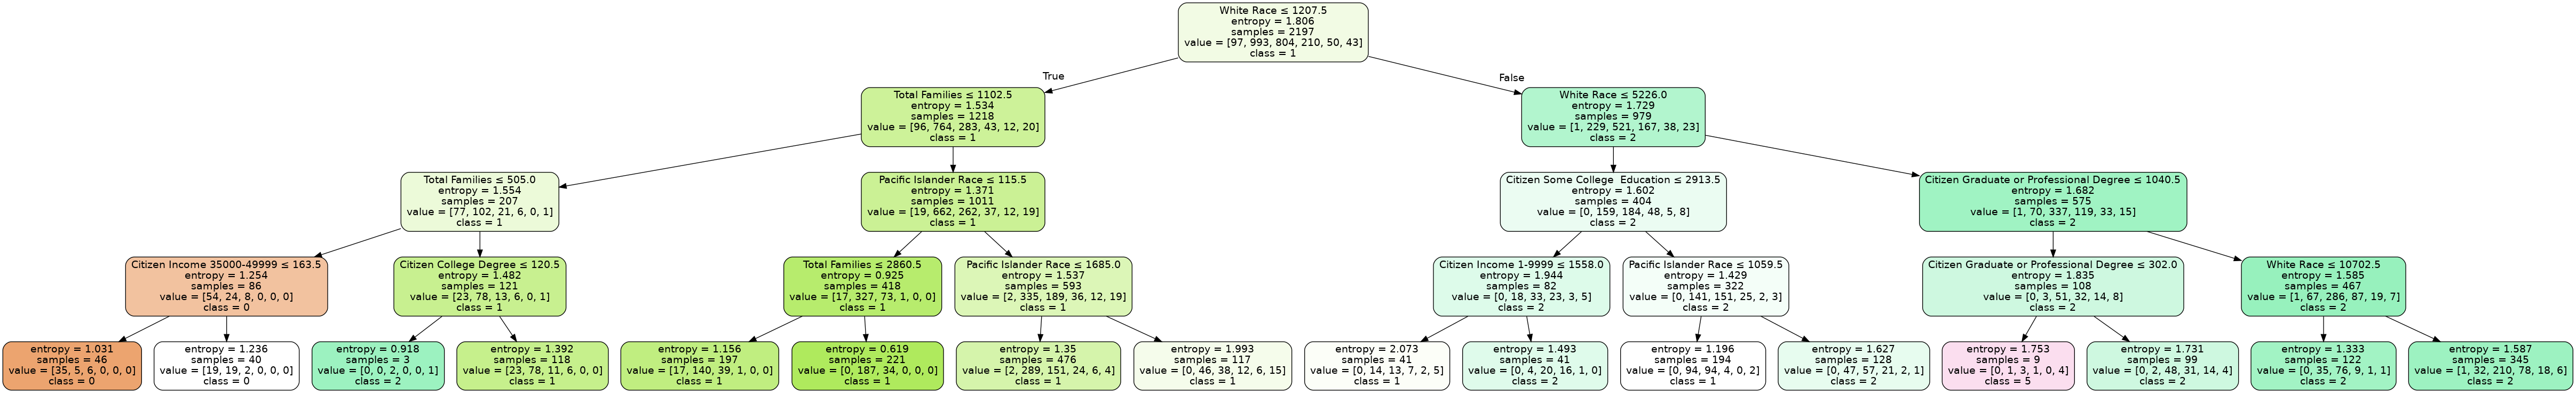 White Race ≤ 1207.5
entropy = 1.806
samples = 2197
value = [97, 993, 804, 210, 50, 43]
class = 1
True
False
Total Families ≤ 1102.5
entropy = 1.534
samples = 1218
value = [96, 764, 283, 43, 12, 20]
class = 1
White Race ≤ 5226.0
entropy = 1.729
samples = 979
value = [1, 229, 521, 167, 38, 23]
class = 2
Total Families ≤ 505.0
entropy = 1.554
samples = 207
value = [77, 102, 21, 6, 0, 1]
class = 1
Pacific Islander Race ≤ 115.5
entropy = 1.371
samples = 1011
value = [19, 662, 262, 37, 12, 19]
class = 1
Citizen Some College  Education ≤ 2913.5
entropy = 1.602
samples = 404
value = [0, 159, 184, 48, 5, 8]
class = 2
Citizen Graduate or Professional Degree ≤ 1040.5
entropy = 1.682
samples = 575
value = [1, 70, 337, 119, 33, 15]
class = 2
Citizen Income 35000-49999 ≤ 163.5
entropy = 1.254
samples = 86
value = [54, 24, 8, 0, 0, 0]
class = 0
Citizen College Degree ≤ 120.5
entropy = 1.482
samples = 121
value = [23, 78, 13, 6, 0, 1]
class = 1
Total Families ≤ 2860.5
entropy = 0.925
samples = 418
value = [17, 327, 73, 1, 0, 0]
class = 1
Pacific Islander Race ≤ 1685.0
entropy = 1.537
samples = 593
value = [2, 335, 189, 36, 12, 19]
class = 1
Citizen Income 1-9999 ≤ 1558.0
entropy = 1.944
samples = 82
value = [0, 18, 33, 23, 3, 5]
class = 2
Pacific Islander Race ≤ 1059.5
entropy = 1.429
samples = 322
value = [0, 141, 151, 25, 2, 3]
class = 2
Citizen Graduate or Professional Degree ≤ 302.0
entropy = 1.835
samples = 108
value = [0, 3, 51, 32, 14, 8]
class = 2
White Race ≤ 10702.5
entropy = 1.585
samples = 467
value = [1, 67, 286, 87, 19, 7]
class = 2
entropy = 1.031
samples = 46
value = [35, 5, 6, 0, 0, 0]
class = 0
entropy = 1.236
samples = 40
value = [19, 19, 2, 0, 0, 0]
class = 0
entropy = 0.918
samples = 3
value = [0, 0, 2, 0, 0, 1]
class = 2
entropy = 1.392
samples = 118
value = [23, 78, 11, 6, 0, 0]
class = 1
entropy = 1.156
samples = 197
value = [17, 140, 39, 1, 0, 0]
class = 1
entropy = 0.619
samples = 221
value = [0, 187, 34, 0, 0, 0]
class = 1
entropy = 1.35
samples = 476
value = [2, 289, 151, 24, 6, 4]
class = 1
entropy = 1.993
samples = 117
value = [0, 46, 38, 12, 6, 15]
class = 1
entropy = 2.073
samples = 41
value = [0, 14, 13, 7, 2, 5]
class = 1
entropy = 1.493
samples = 41
value = [0, 4, 20, 16, 1, 0]
class = 2
entropy = 1.196
samples = 194
value = [0, 94, 94, 4, 0, 2]
class = 1
entropy = 1.627
samples = 128
value = [0, 47, 57, 21, 2, 1]
class = 2
entropy = 1.753
samples = 9
value = [0, 1, 3, 1, 0, 4]
class = 5
entropy = 1.731
samples = 99
value = [0, 2, 48, 31, 14, 4]
class = 2
entropy = 1.333
samples = 122
value = [0, 35, 76, 9, 1, 1]
class = 2
entropy = 1.587
samples = 345
value = [1, 32, 210, 78, 18, 6]
class = 2